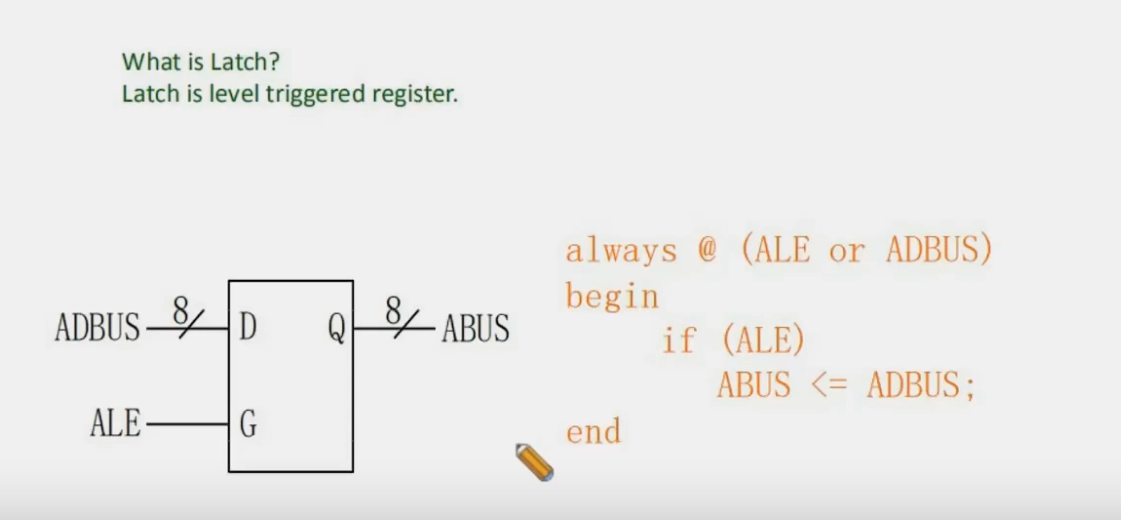 What is Latch?
Latch is level triggered register.
ADBUS
8
D
Q
8
ABUS
ALE
G
always @ (ALE or ADBUS)
begin
if (ALE)
ABUS <= ADBUS;
end